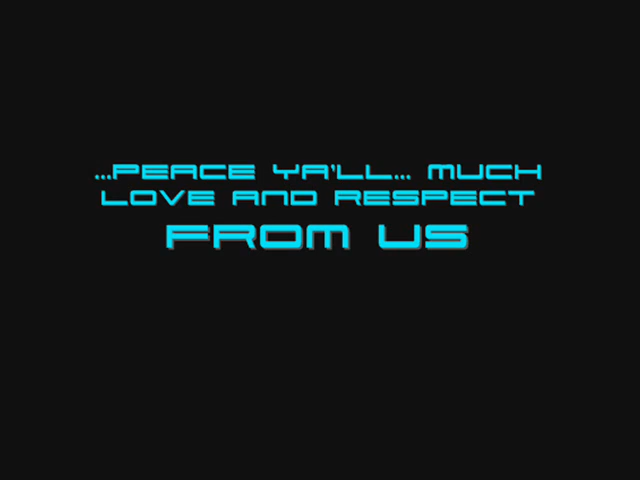 ...PEACE YA'LL... MUCH
LOVE AND RESPECT
FROM US